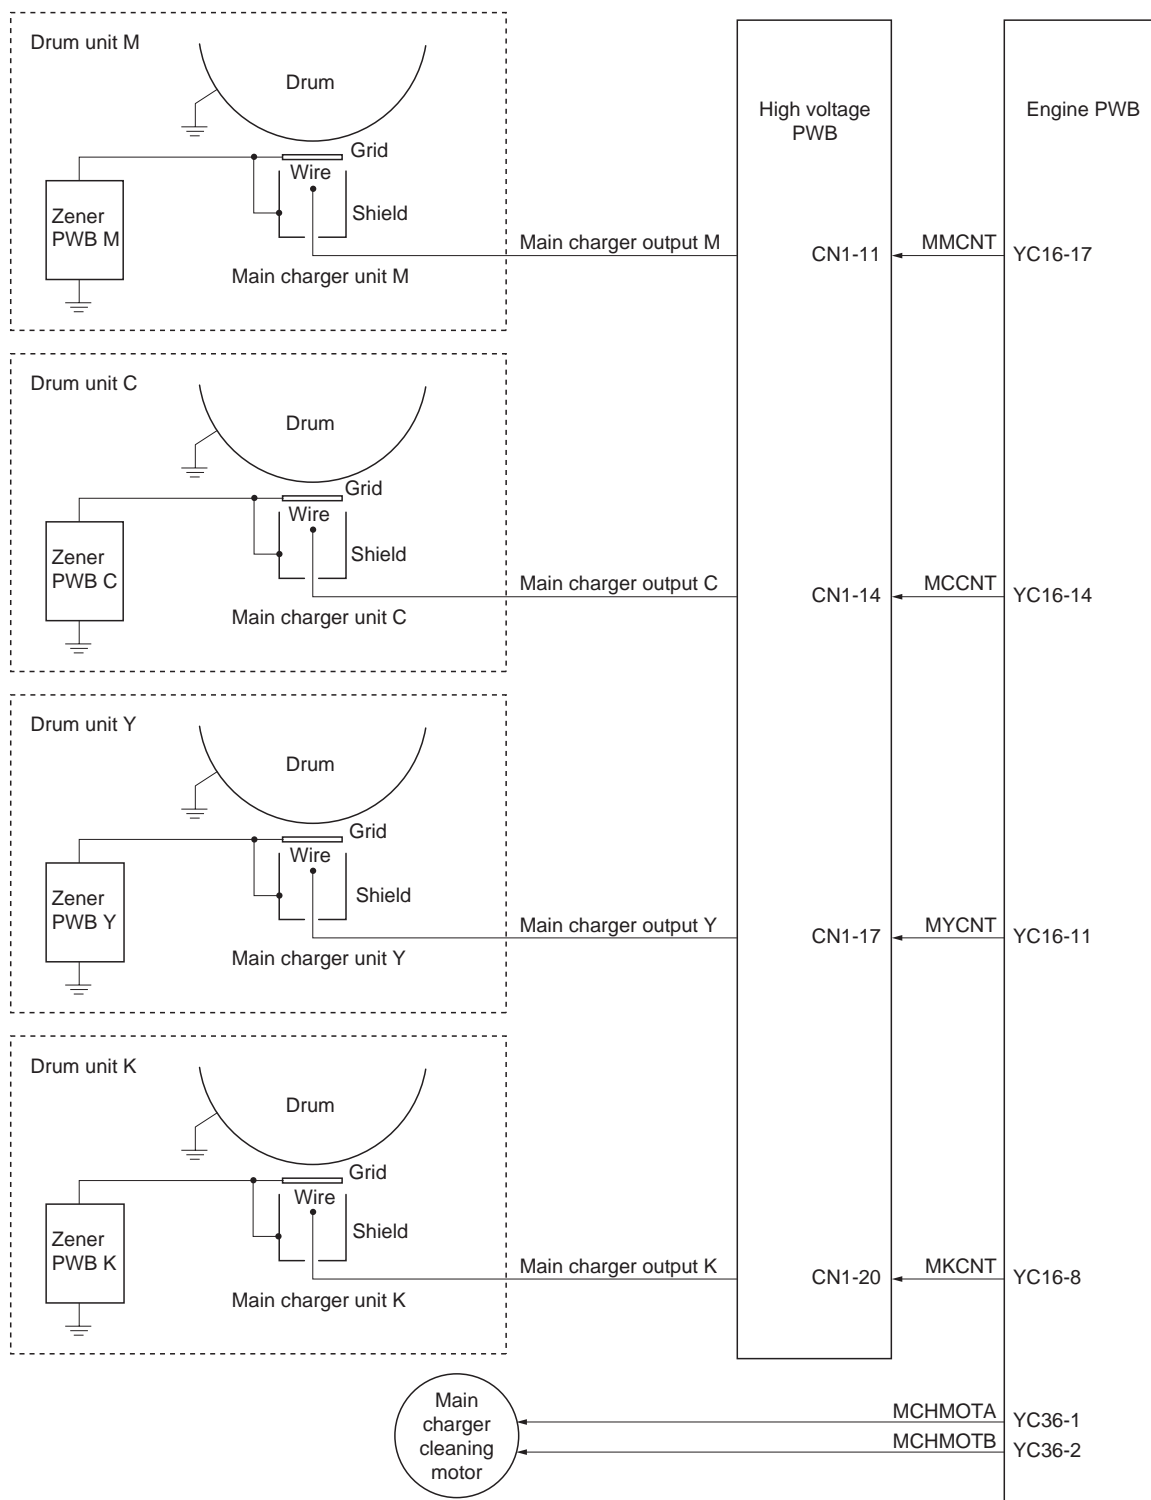 Drum unit M
Drum
High voltage
PWB
Engine PWB
Grid
Wire
Zener
PWB M
Shield
Main charger output M
MMCNT
CN1-11
YC16-17
Main charger unit M
Drum unit C
Drum
Grid
Wire
Zener
PWB C
Shield
Main charger output C
MCCNT
CN1-14
YC16-14
Main charger unit C
Drum unit Y
Drum
Grid
Wire
Zener
PWB Y
Shield
Main charger output Y
MYCNT
CN1-17
YC16-11
Main charger unit Y
Drum unit K
Drum
Grid
Wire
Zener
PWB K
Shield
Main charger output K
MKCNT
CN1-20
YC16-8
Main charger unit K
Main
charger
cleaning
motor
MCHMOTA
YC36-1
MCHMOTB
YC36-2